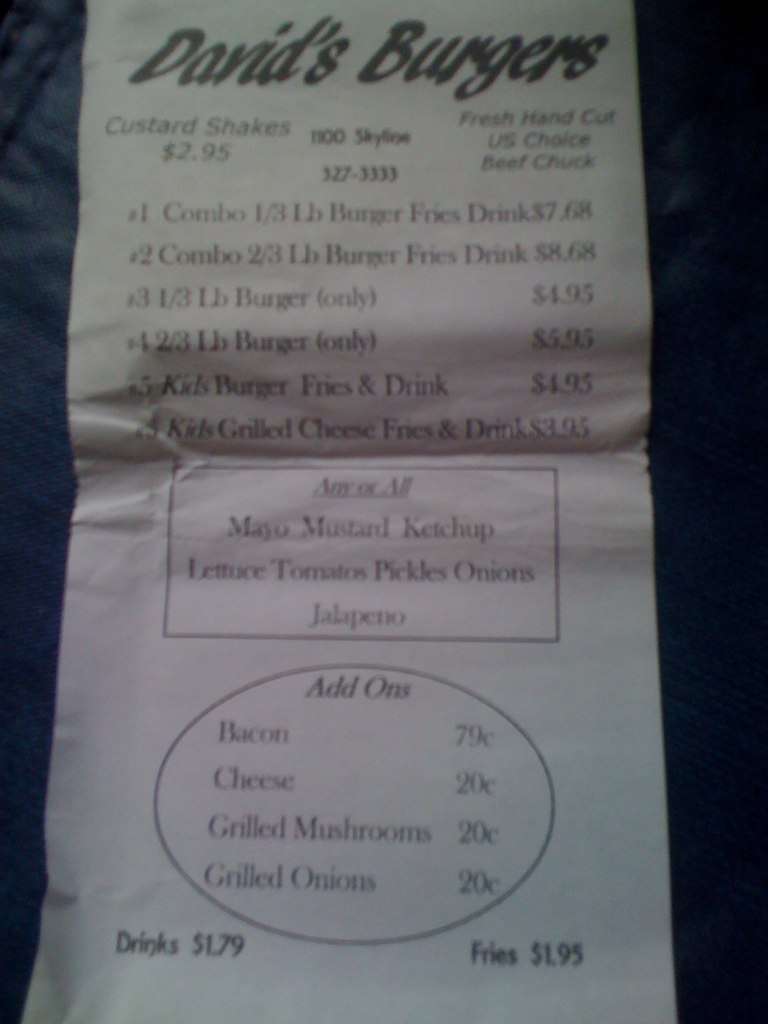 David's Burgers
Custard Shakes
$2.95
1100 Skyline
327-3333
Fresh Hand Cut
US Choice
Beef Chuck
#1 Combo 1/3 Lb Burger Fries Drink $7.68
#2 Combo 2/3 Lb Burger Fries Drink $8.68
#3 1/3 Lb Burger (only) $4.95
#4 2/3 Lb Burger (only) $5.95
#5 Kids Burger Fries & Drink $4.95
Kids Grilled Cheese Fries & Drink $3.95
Any or All
Mayo Mustard Ketchup
Lettuce Tomatos Pickles Onions
Jalapeno
Add Ons
Bacon 79c
Cheese 20c
Grilled Mushrooms 20c
Grilled Onions 20c
Drinks $1.79 Fries $1.95